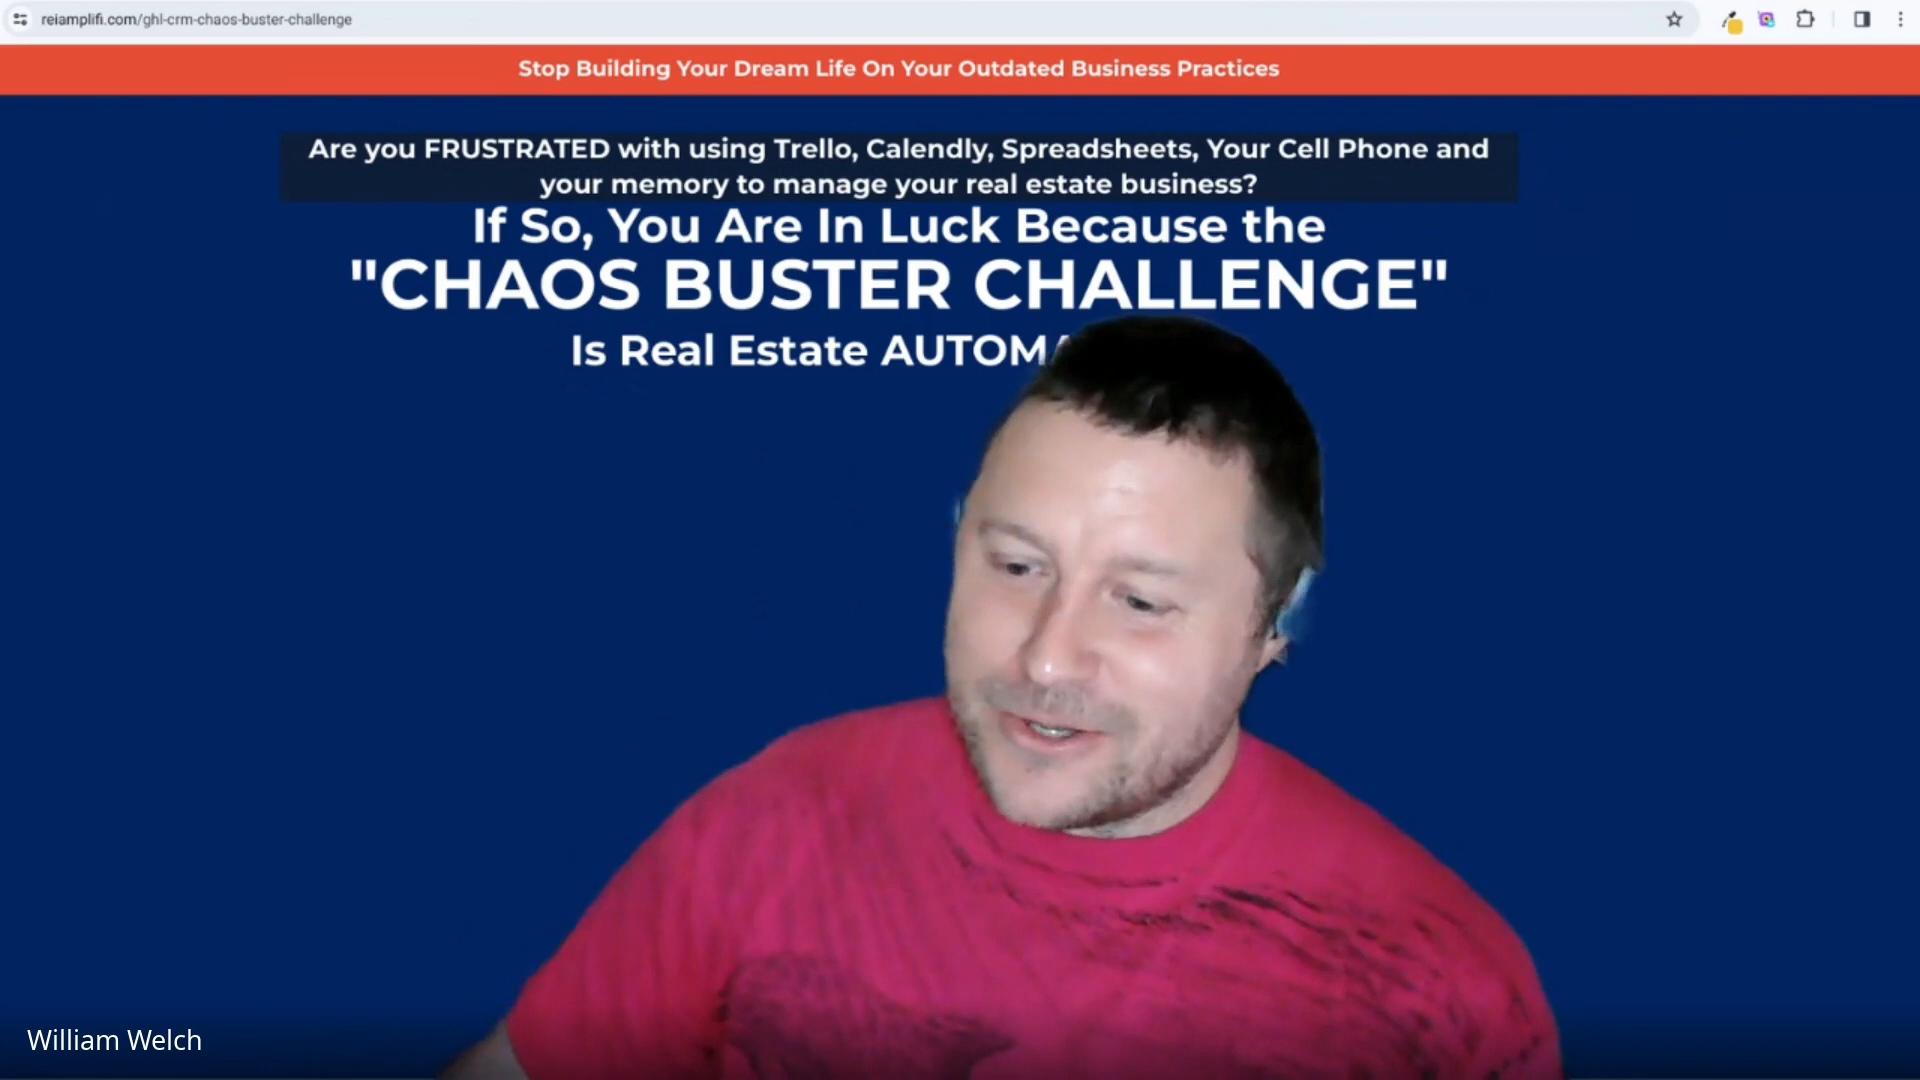 reiamplifi.com/ghl-crm-chaos-buster-challenge
Stop Building Your Dream Life On Your Outdated Business Practices
Are you FRUSTRATED with using Trello, Calendly, Spreadsheets, Your Cell Phone and
your memory to manage your real estate business?
If So, You Are In Luck Because the
"CHAOS BUSTER CHALLENGE"
Is Real Estate
William Welch